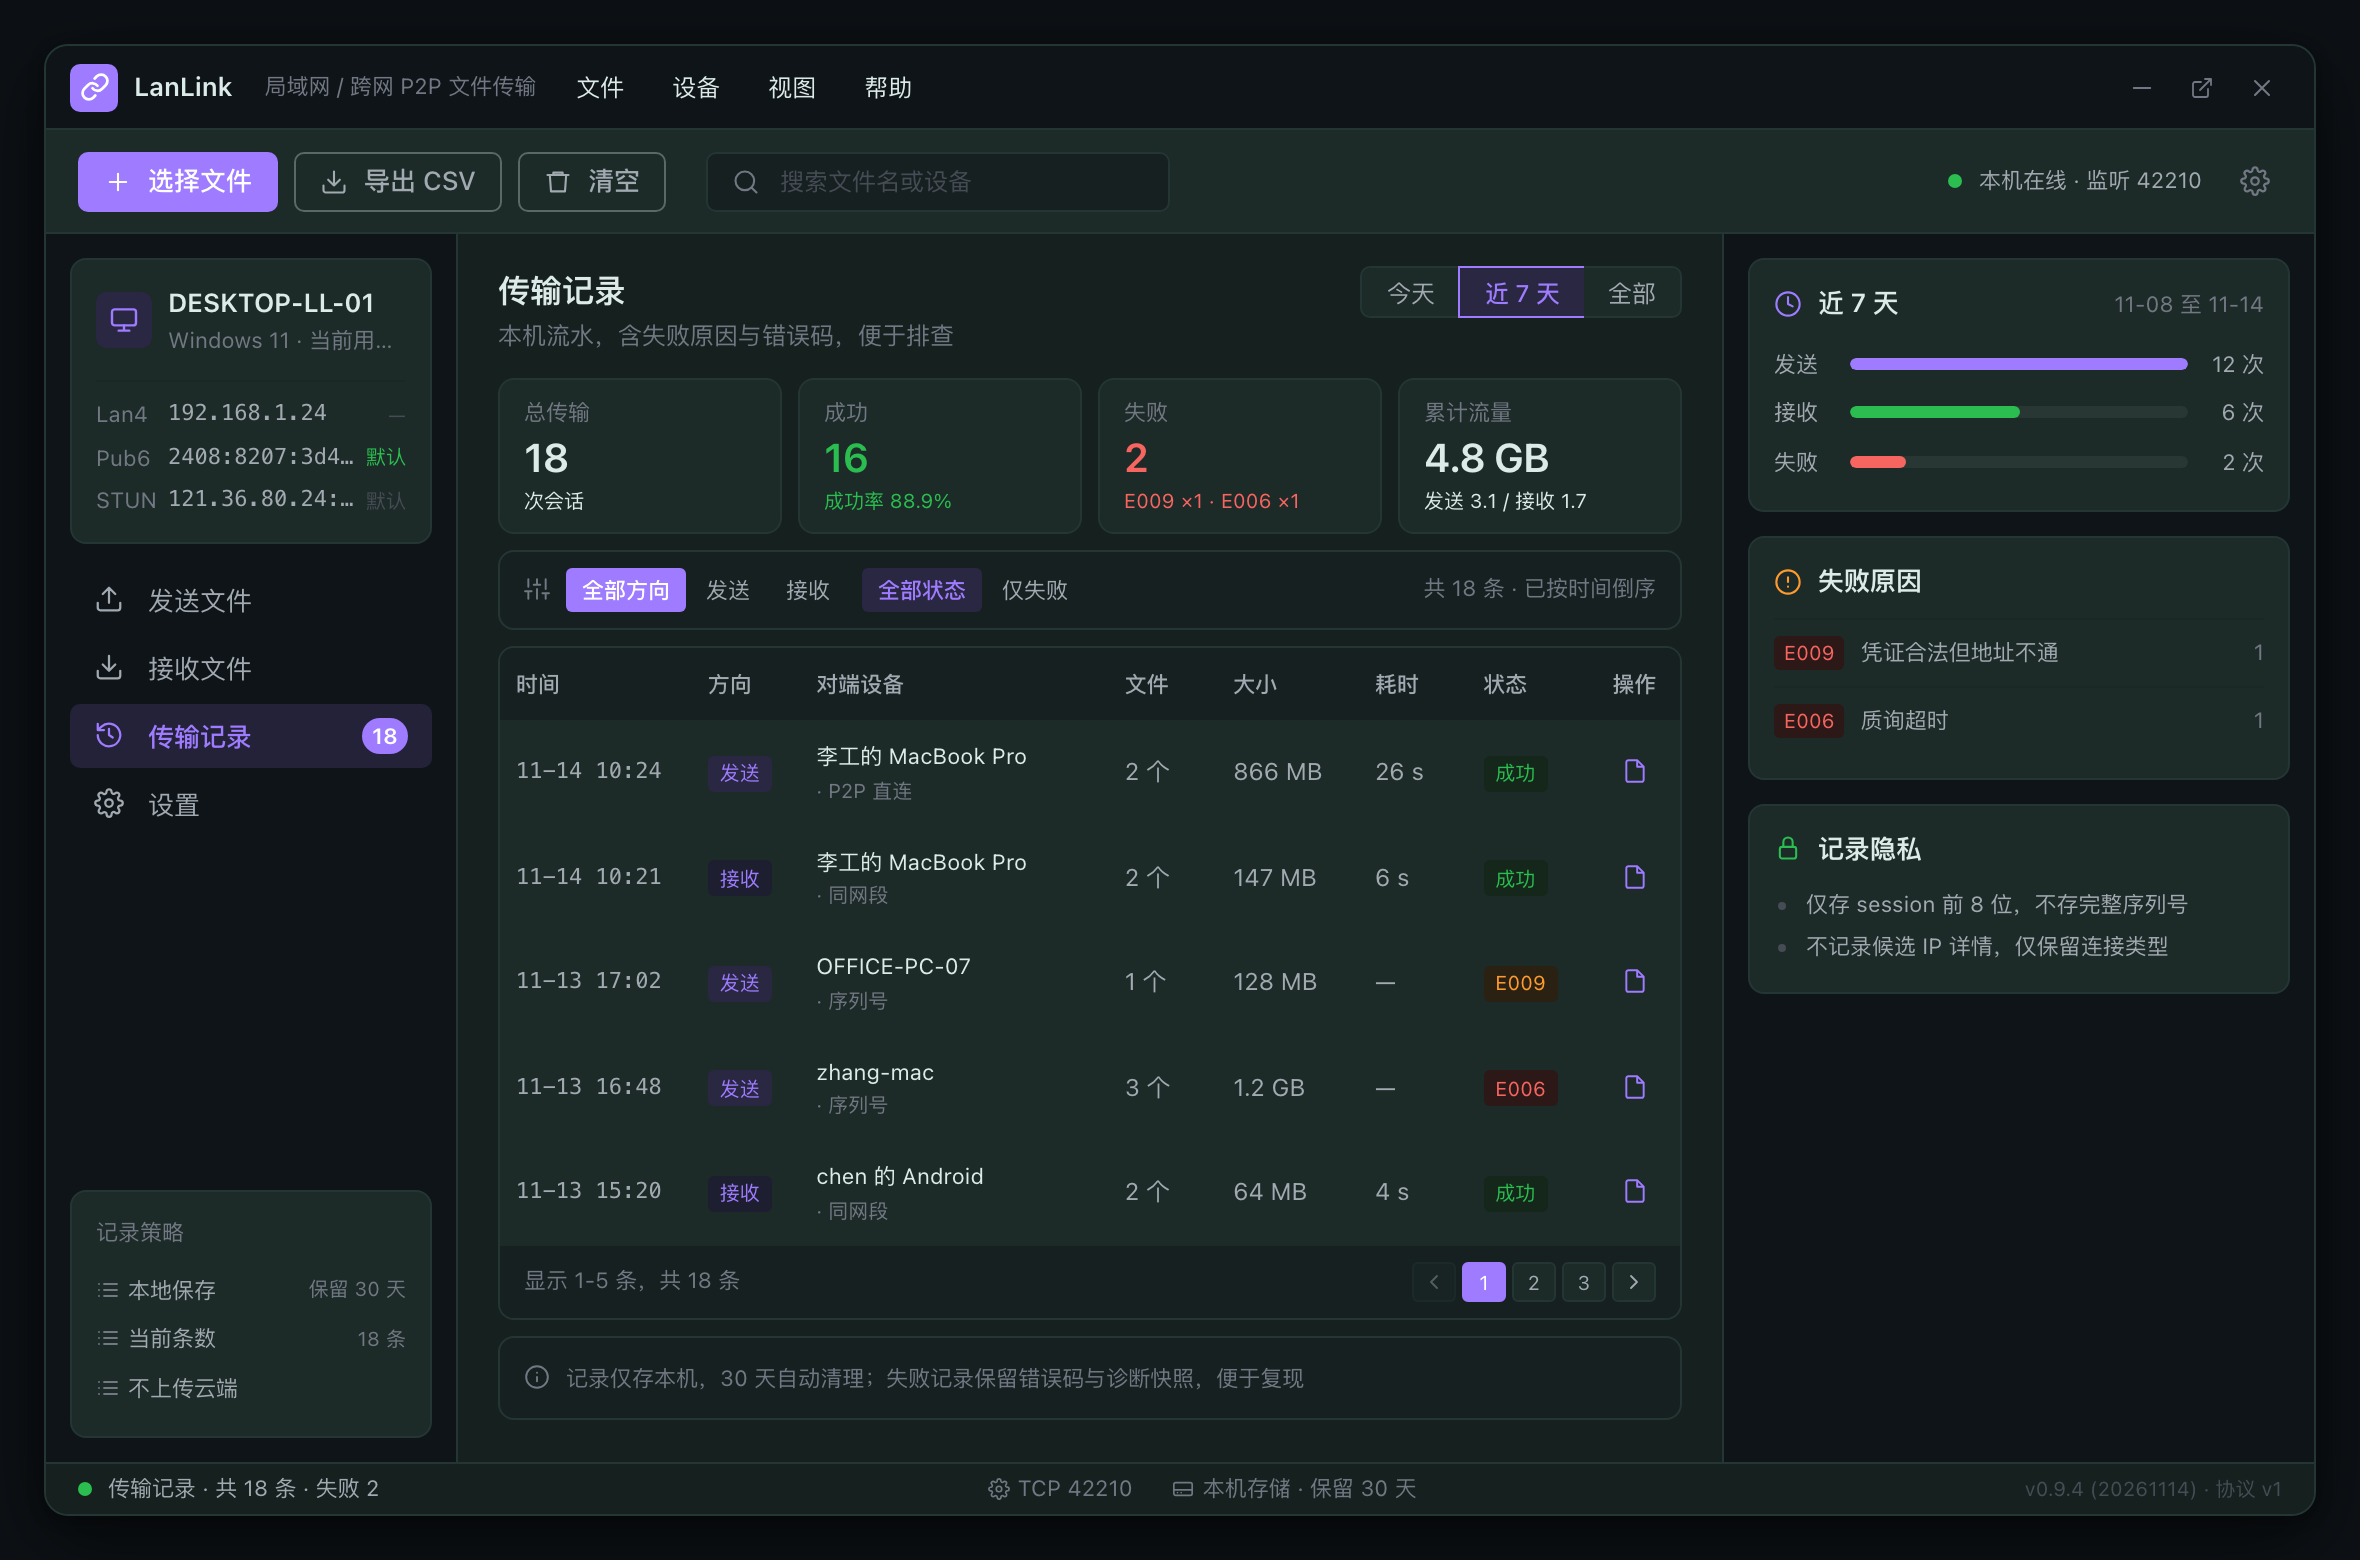 LanLink 局域网 / 跨网 P2P 文件传输 文件 设备 视图 帮助
选择文件 导出 CSV 清空 搜索文件名或设备 本机在线 · 监听 42210
DESKTOP-LL-01
Windows 11 · 当前用...
Lan4 192.168.1.24 —
Pub6 2408:8207:3d4… 默认
STUN 121.36.80.24:… 默认
发送文件
接收文件
传输记录 18
设置
记录策略
本地保存 保留 30 天
当前条数 18 条
不上传云端
传输记录
本机流水，含失败原因与错误码，便于排查
今天 近 7 天 全部
总传输
18
次会话
成功
16
成功率 88.9%
失败
2
E009 ×1 · E006 ×1
累计流量
4.8 GB
发送 3.1 / 接收 1.7
全部方向 发送 接收 全部状态 仅失败 共 18 条 · 已按时间倒序
时间 方向 对端设备 文件 大小 耗时 状态 操作
11-14 10:24 发送 李工的 MacBook Pro 2 个 866 MB 26 s 成功
· P2P 直连
11-14 10:21 接收 李工的 MacBook Pro 2 个 147 MB 6 s 成功
· 同网段
11-13 17:02 发送 OFFICE-PC-07 1 个 128 MB — E009
· 序列号
11-13 16:48 发送 zhang-mac 3 个 1.2 GB — E006
· 序列号
11-13 15:20 接收 chen 的 Android 2 个 64 MB 4 s 成功
· 同网段
显示 1-5 条，共 18 条 1 2 3
记录仅存本机，30 天自动清理；失败记录保留错误码与诊断快照，便于复现
近 7 天 11-08 至 11-14
发送 12 次
接收 6 次
失败 2 次
失败原因
E009 凭证合法但地址不通 1
E006 质询超时 1
记录隐私
仅存 session 前 8 位，不存完整序列号
不记录候选 IP 详情，仅保留连接类型
传输记录 · 共 18 条 · 失败 2 TCP 42210 本机存储 · 保留 30 天 v0.9.4 (20261114) · 协议 v1